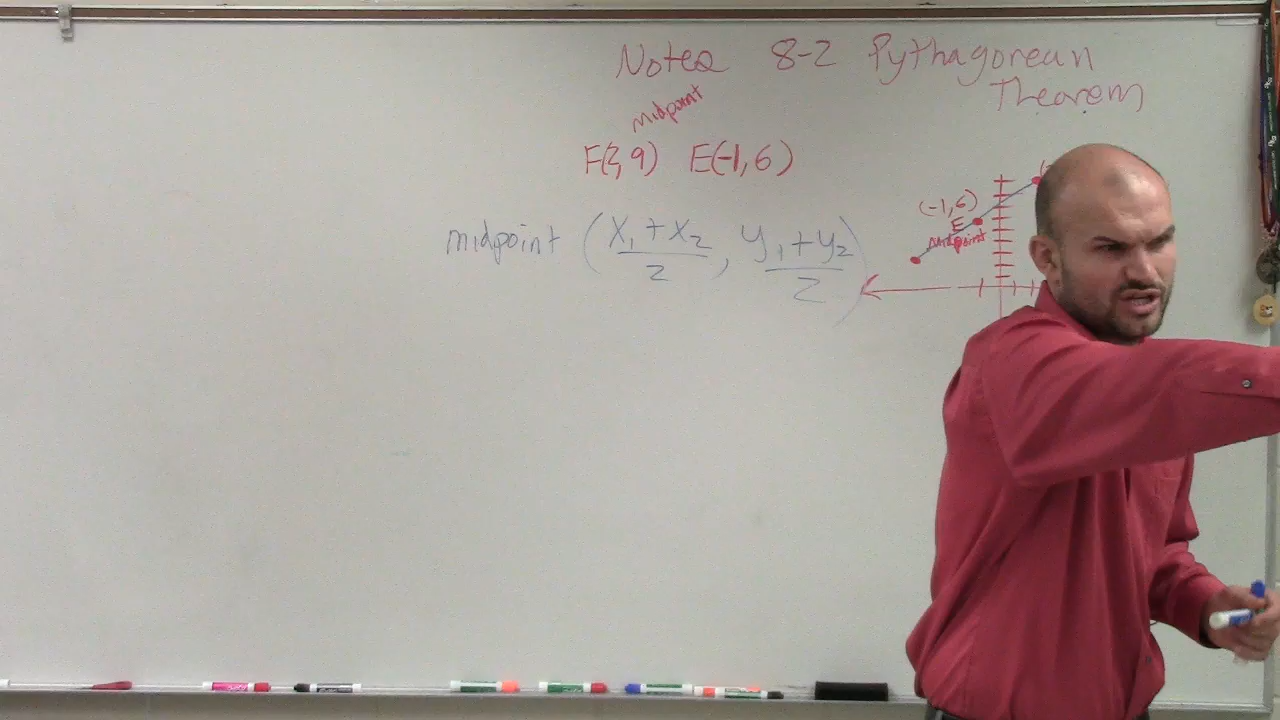 Notes 8-2 Pythagorean
Theorem
midpoint
F(2,9) E(-1,6)
midpoint (X₁+X₂/2, y₁+y₂/2)
(-1,6)
E
Midpoint